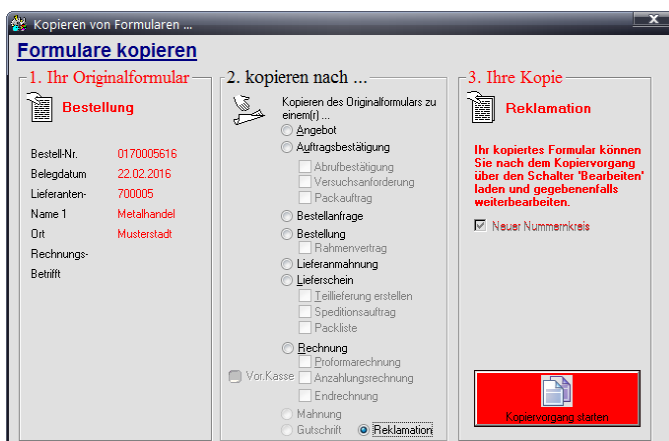 Kopieren von Formularen ...
x
Formulare kopieren
1. Ihr Originalformular
Bestellung
Bestell-Nr. 0170005616
Belegdatum 22.02.2016
Lieferanten- 700005
Name 1 Metalhandel
Ort Musterstadt
Rechnungs-
Betrifft
2. kopieren nach ...
Kopieren des Originalformulars zu
einem(r) ...
Angebot
Auftragsbestätigung
Abrufbestätigung
Versuchsanforderung
Packauftrag
Bestellanfrage
Bestellung
Rahmenvertrag
Lieferanmahnung
Lieferschein
Teillieferung erstellen
Speditionsauftrag
Packliste
Rechnung
Proformarechnung
Vor.Kasse Anzahlungsrechnung
Endrechnung
Mahnung
Gutschrift Reklamation
3. Ihre Kopie
Reklamation
Ihr kopiertes Formular können
Sie nach dem Kopiervorgang
über den Schalter 'Bearbeiten'
laden und gegebenenfalls
weiterbearbeiten.
Neuer Nummernkreis
Kopiervorgang starten